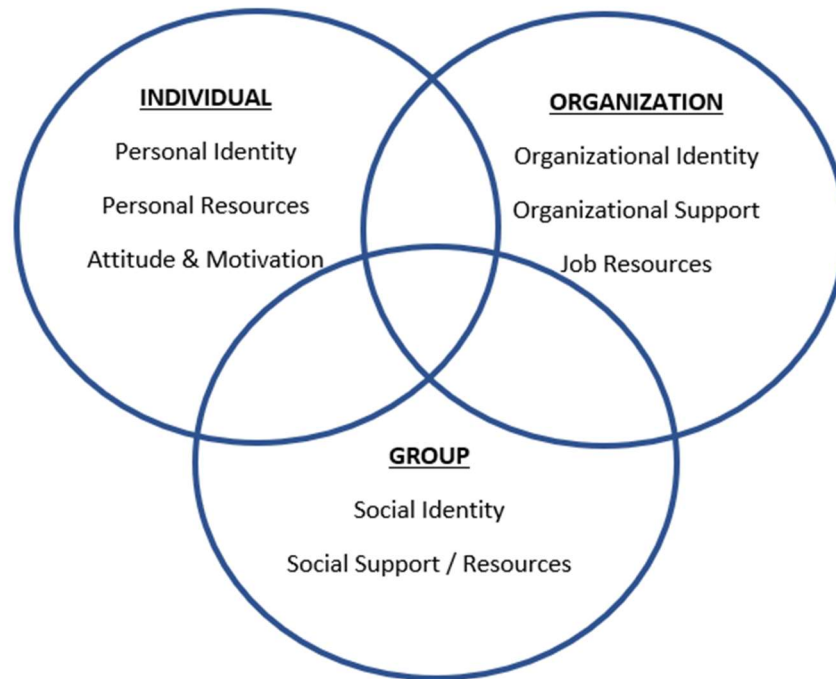 INDIVIDUAL
Personal Identity
Personal Resources
Attitude & Motivation
ORGANIZATION
Organizational Identity
Organizational Support
Job Resources
GROUP
Social Identity
Social Support / Resources